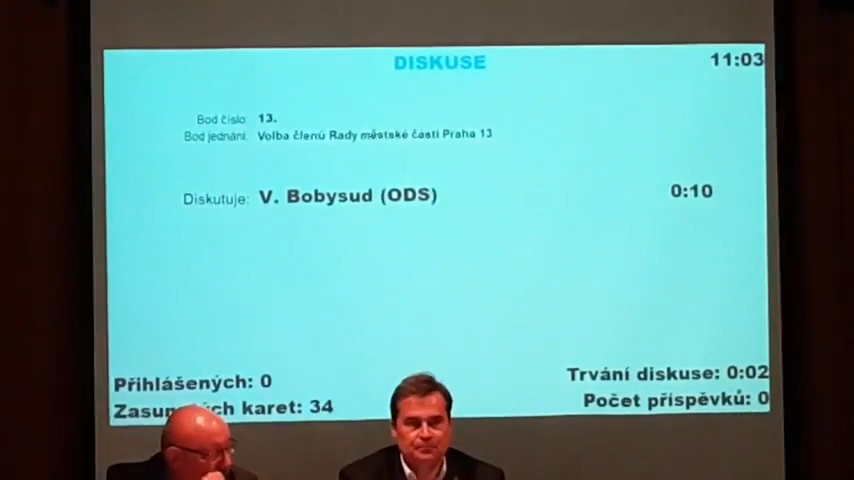 DISKUSE 11:03
Bod číslo: 13.
Bod jednání: Volba členů Rady městské části Praha 13
Diskutuje: V. Bobysud (ODS) 0:10
Přihlášených: 0 Trvání diskuse: 0:02
karet: 34 Počet příspěvků: 0